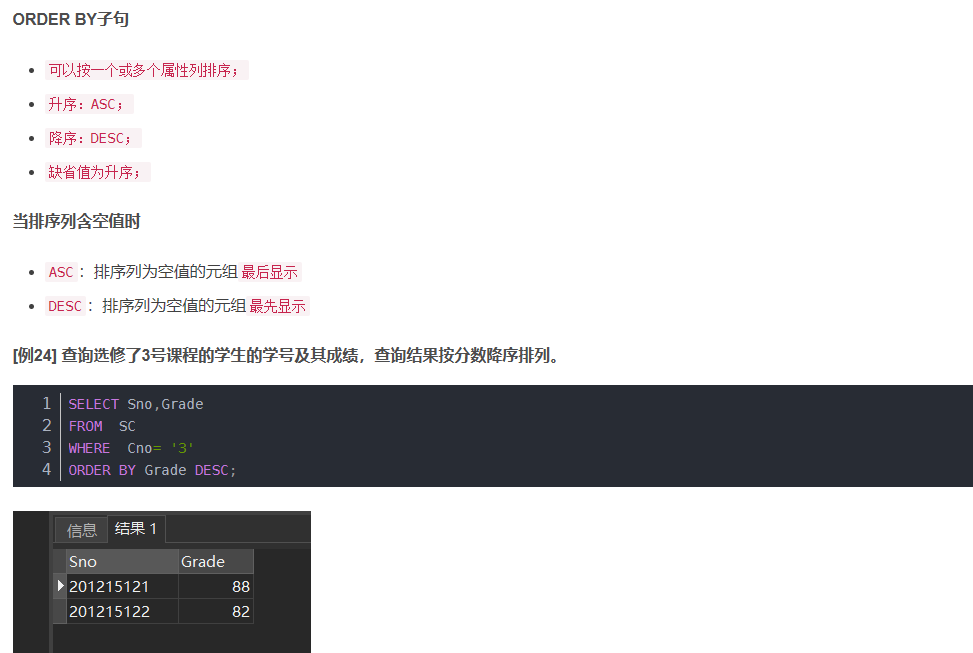 ORDER BY子句
可以按一个或多个属性列排序；
升序：ASC；
降序：DESC；
缺省值为升序；
当排序列含空值时
ASC：排序列为空值的元组最后显示
DESC：排序列为空值的元组最先显示
[例24] 查询选修了3号课程的学生的学号及其成绩，查询结果按分数降序排列。
1 SELECT Sno,Grade
2 FROM  SC
3 WHERE  Cno= '3'
4 ORDER BY Grade DESC;
信息 结果 1
Sno Grade
201215121 88
201215122 82